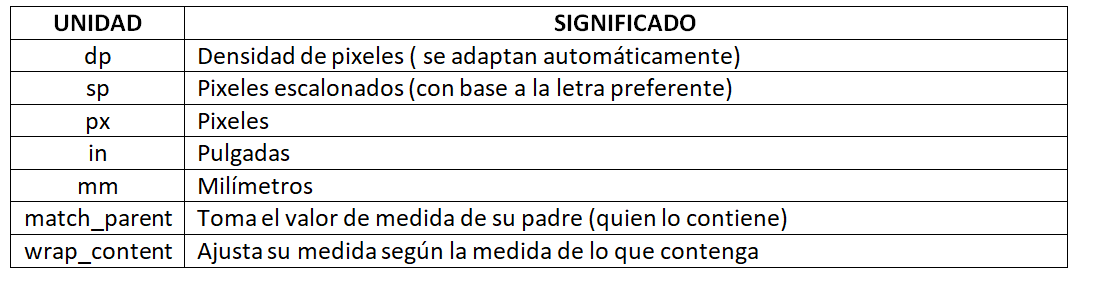 UNIDAD SIGNIFICADO
dp Densidad de pixeles ( se adaptan automáticamente)
sp Pixeles escalonados (con base a la letra preferente)
px Pixeles
in Pulgadas
mm Milímetros
match_parent Toma el valor de medida de su padre (quien lo contiene)
wrap_content Ajusta su medida según la medida de lo que contenga